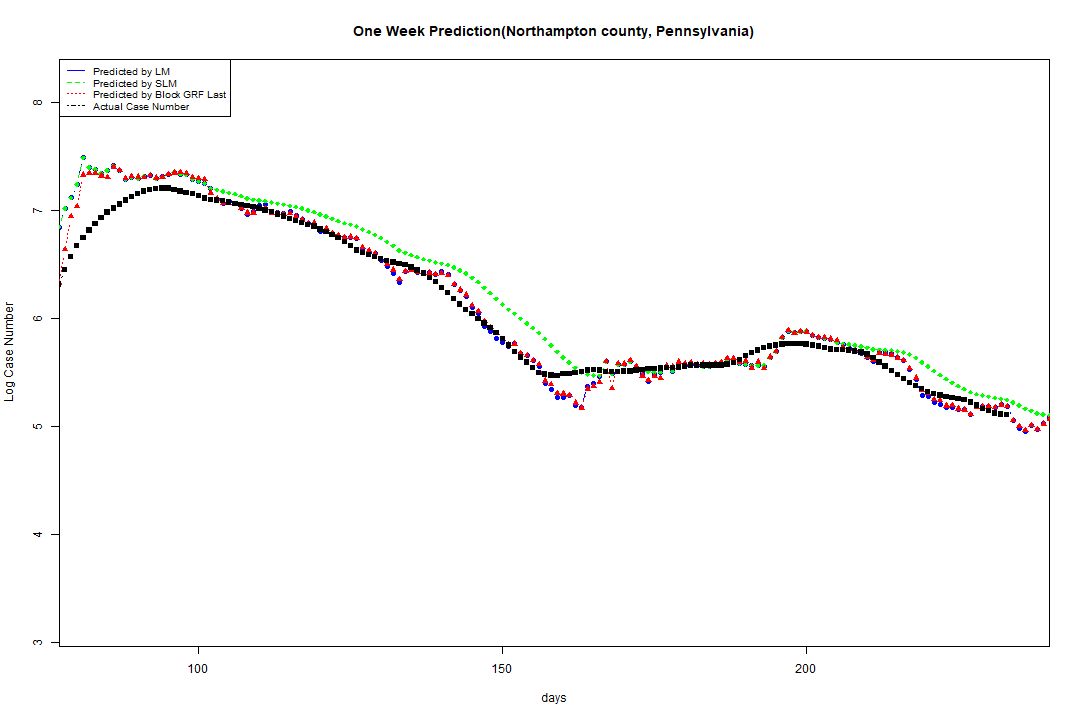 One Week Prediction(Northampton county, Pennsylvania)
Predicted by LM
Predicted by SLM
Predicted by Block GRF Last
Actual Case Number
8
7
6
5
4
3
Log Case Number
100 150 200
days